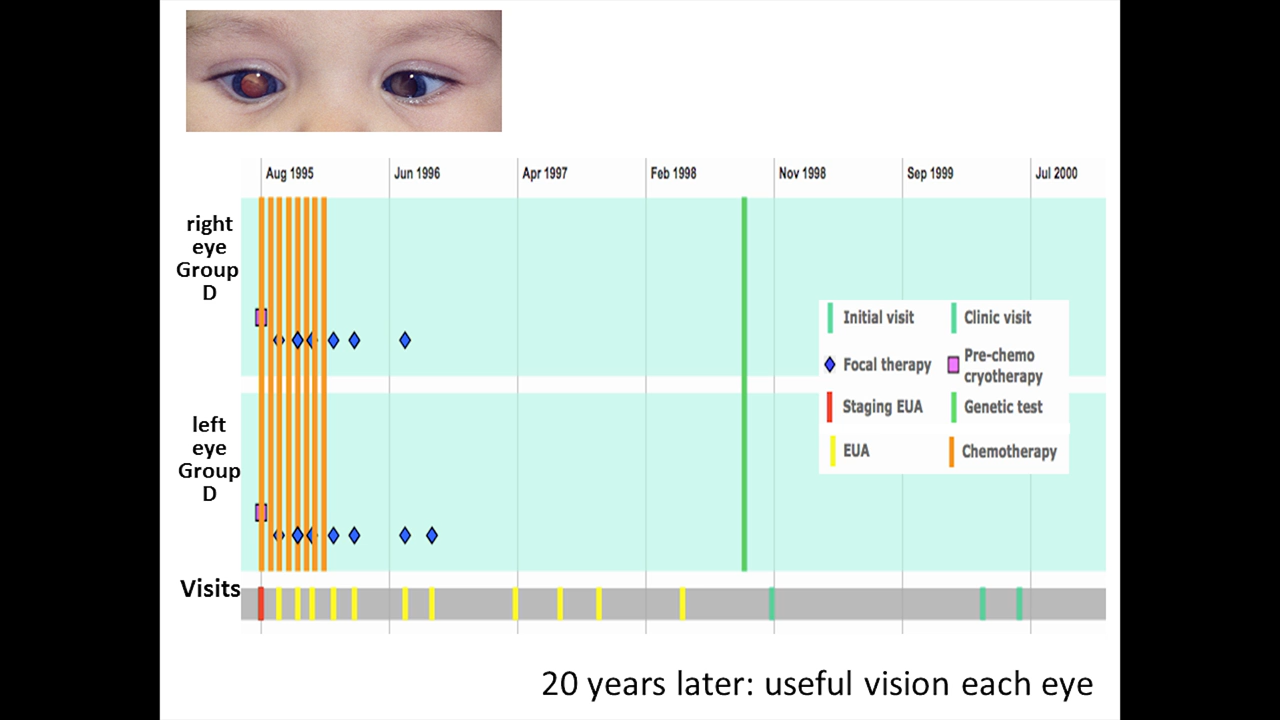 Aug 1995
Jun 1996
Apr 1997
Feb 1998
Nov 1998
Sep 1999
Jul 2000
right
eye
Group
D
Initial visit
Clinic visit
Focal therapy
Pre-chemo
cryotherapy
Staging EUA
Genetic test
EUA
Chemotherapy
left
eye
Group
D
Visits
20 years later: useful vision each eye